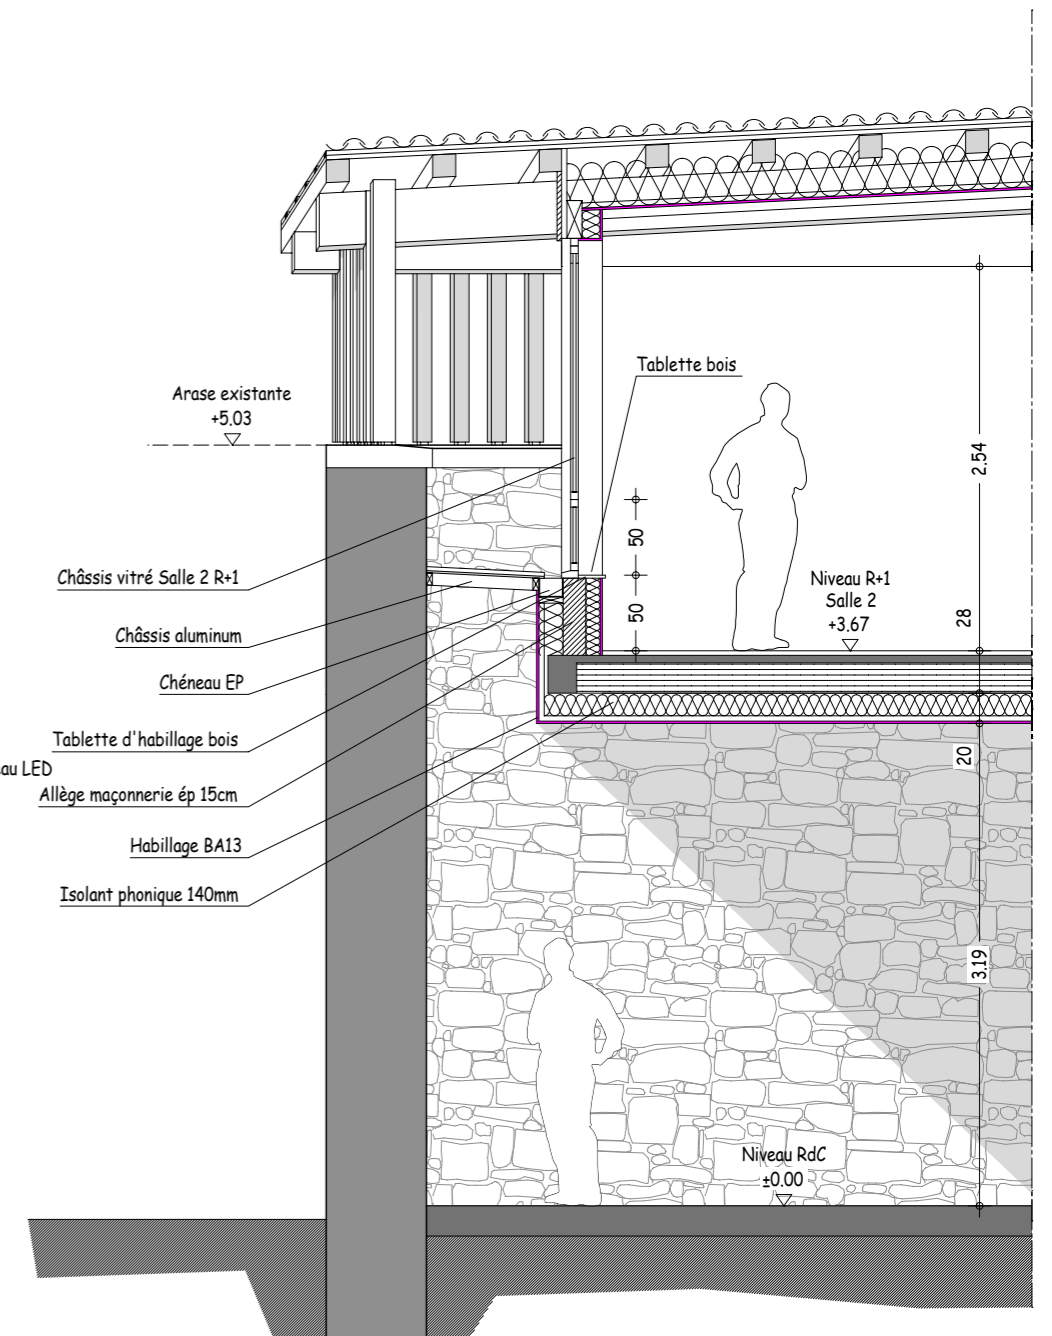 Tablette bois
Arase existante
+5.03
2.54
50
Châssis vitré Salle 2 R+1
Niveau R+1
Salle 2
+3.67
50
28
Châssis aluminum
Chéneau EP
Tablette d'habillage bois
20
eau LED
Allège maçonnerie ép 15cm
Habillage BA13
Isolant phonique 140mm
3.19
Niveau RdC
±0.00